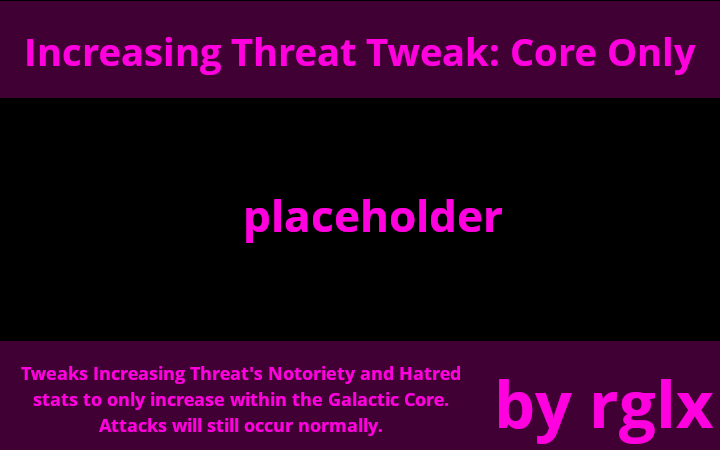 Increasing Threat Tweak: Core Only
placeholder
Tweaks Increasing Threat's Notoriety and Hatred
stats to only increase within the Galactic Core.
Attacks will still occur normally.
by rglx